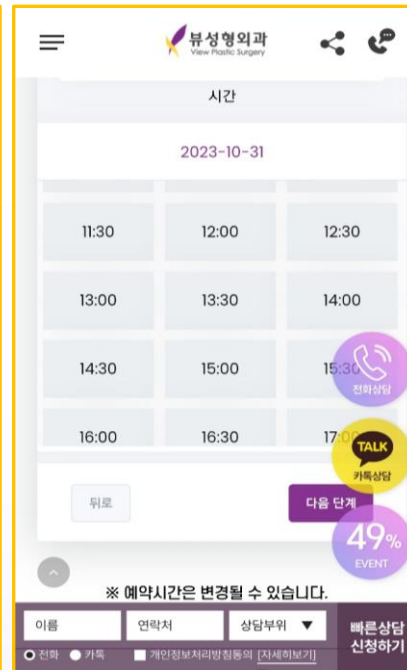 뷰성형외과
View Plastic Surgery
시간
2023-10-31
11:30 12:00 12:30
13:00 13:30 14:00
14:30 15:00 15:30
전화상담
16:00 16:30 17:00
TALK
카톡상담
뒤로 다음 단계
49%
EVENT
※ 예약시간은 변경될 수 있습니다.
이름 연락처 상담부위 ▼ 빠른상담
전화 카톡 개인정보처리방침동의 [자세히보기] 신청하기